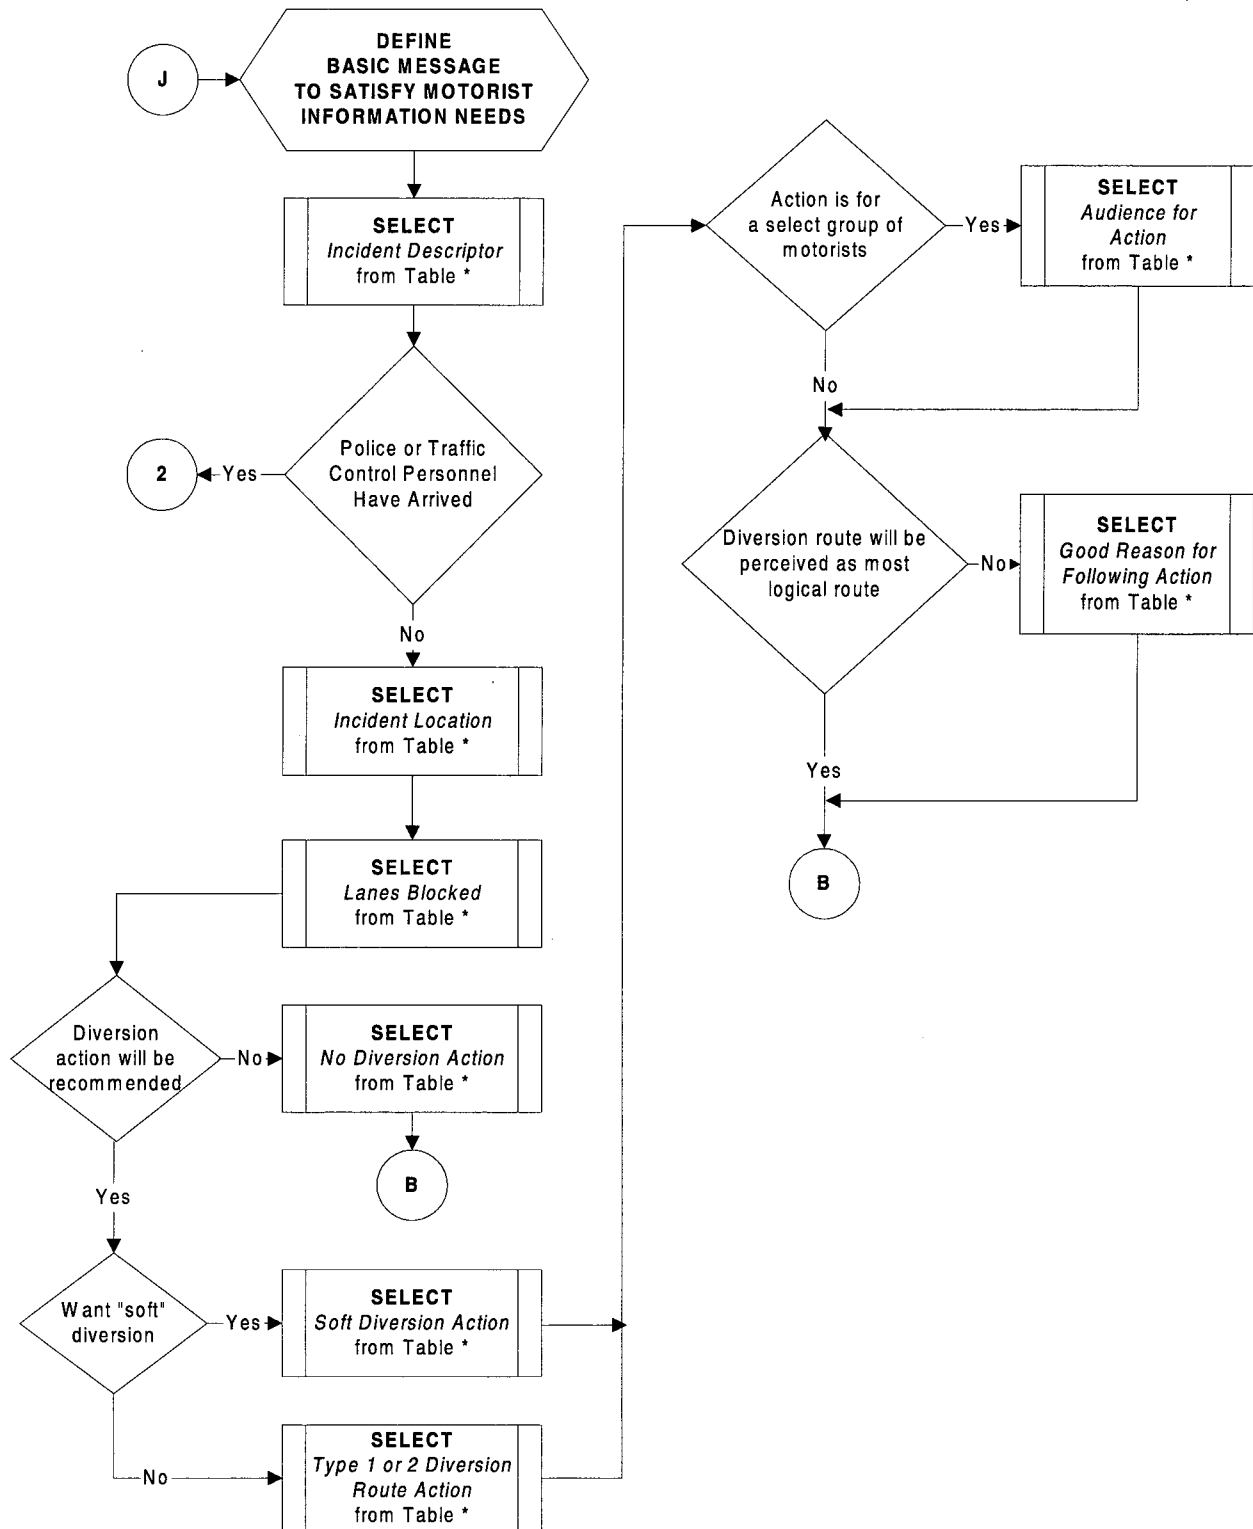 J
DEFINE
BASIC MESSAGE
TO SATISFY MOTORIST
INFORMATION NEEDS
SELECT
Incident Descriptor
from Table *
Police or Traffic
Control Personnel
Have Arrived
Yes
2
No
SELECT
Incident Location
from Table *
SELECT
Lanes Blocked
from Table *
Diversion
action will be
recommended
No
SELECT
No Diversion Action
from Table *
B
Yes
Want "soft"
diversion
Yes
SELECT
Soft Diversion Action
from Table *
No
SELECT
Type 1 or 2 Diversion
Route Action
from Table *
Action is for
a select group of
motorists
Yes
SELECT
Audience for
Action
from Table *
No
Diversion route will be
perceived as most
logical route
No
SELECT
Good Reason for
Following Action
from Table *
Yes
B